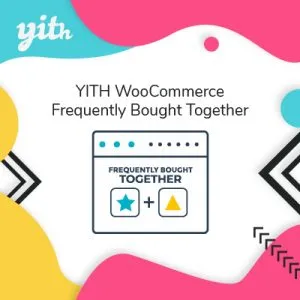 yith
YITH WooCommerce
Frequently Bought Together
FREQUENTLY BOUGHT
TOGETHER
+